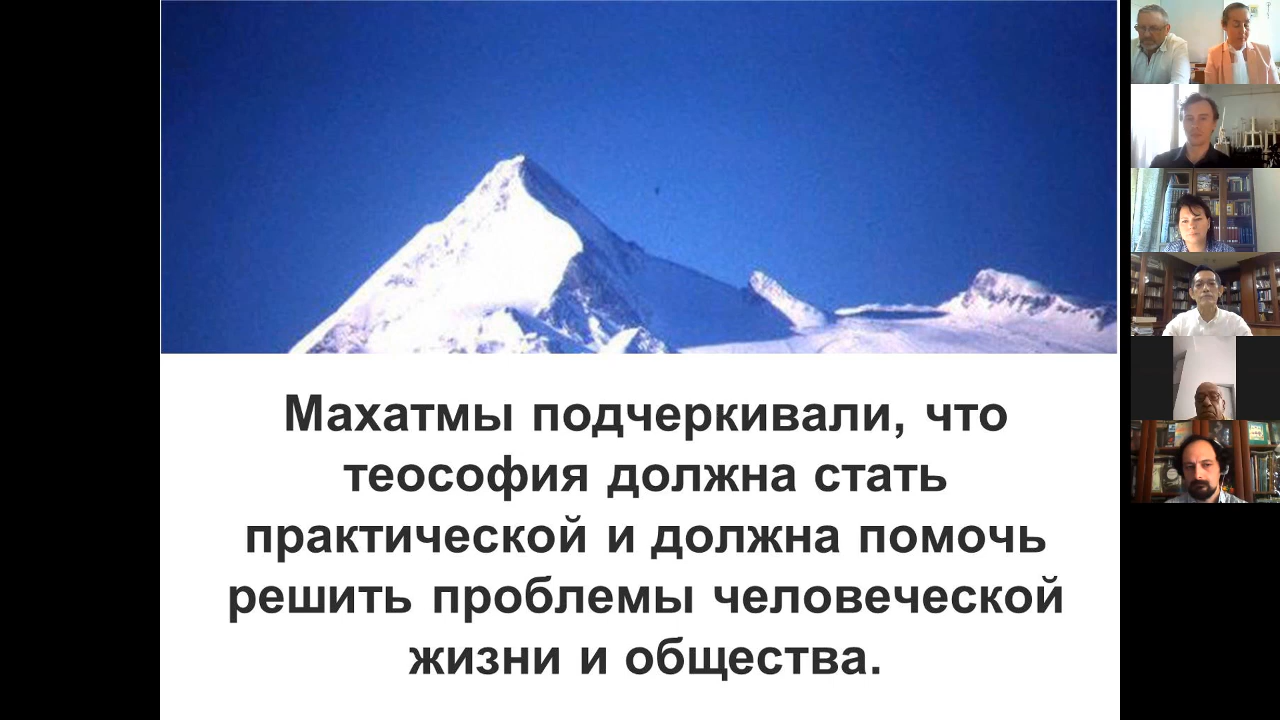 Махатмы подчеркивали, что
теософия должна стать
практической и должна помочь
решить проблемы человеческой
жизни и общества.